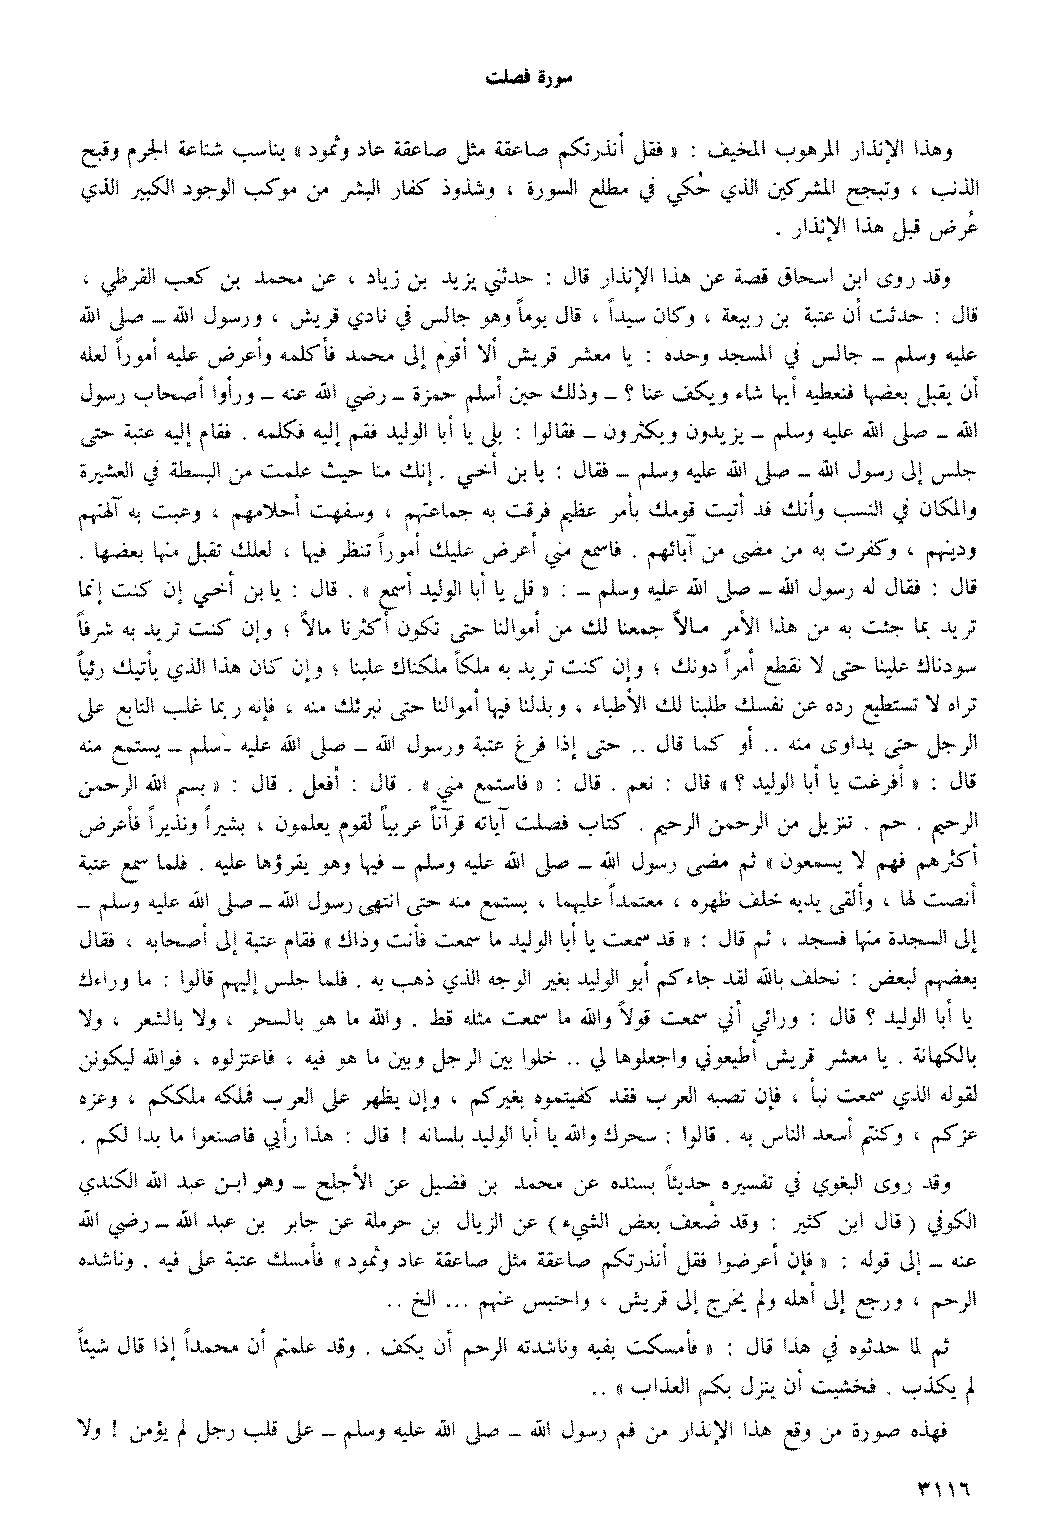 سورة فصلت
وهذا الإنذار المرهوب المخيف : « فقل أنذرتكم صاعقة مثل صاعقة عاد وثمود » يناسب شناعة الجرم وقبح
الذنب ، وتبجح المشركين الذي حُكي في مطلع السورة ، وشذوذ كفار البشر من موكب الوجود الكبير الذي
عُرض قبل هذا الإنذار .
وقد روى ابن اسحاق قصة عن هذا الإنذار قال : حدثني يزيد بن زياد ، عن محمد بن كعب القرظي ،
قال : حدثت أن عتبة بن ربيعة ، وكان سيداً ، قال يوماً وهو جالس في نادي قريش ، ورسول الله ــ صلى الله
عليه وسلم ــ جالس في المسجد وحده : يا معشر قريش ألا أقوم إلى محمد فأكلمه وأعرض عليه أموراً لعله
أن يقبل بعضها فنعطيه أيها شاء ويكف عنا ؟ ــ وذلك حين أسلم حمزة ــ رضي الله عنه ــ ورأوا أصحاب رسول
الله ــ صلى الله عليه وسلم ــ يزيدون ويكثرون ــ فقالوا : بلى يا أبا الوليد فقم إليه فكلمه . فقام إليه عتبة حتى
جلس إلى رسول الله ــ صلى الله عليه وسلم ــ فقال : يا بن أخي . إنك منا حيث علمت من البسطة في العشيرة
والمكان في النسب وأنك قد أتيت قومك بأمر عظيم فرقت به جماعتهم ، وسفهت أحلامهم ، وعبت به آلهتهم
ودينهم ، وكفرت به من مضى من آبائهم . فاسمع مني أعرض عليك أموراً تنظر فيها ، لعلك تقبل منها بعضها .
قال : فقال له رسول الله ــ صلى الله عليه وسلم ــ : « قل يا أبا الوليد أسمع » . قال : يا بن أخي إن كنت إنما
تريد بما جئت به من هذا الأمر مالاً جمعنا لك من أموالنا حتى تكون أكثرنا مالاً ؛ وإن كنت تريد به شرفاً
سودناك علينا حتى لا نقطع أمراً دونك ؛ وإن كنت تريد به ملكاً ملكناك علينا ؛ وإن كان هذا الذي يأتيك رئياً
تراه لا تستطيع رده عن نفسك طلبنا لك الأطباء ، وبذلنا فيها أموالنا حتى نبرئك منه ، فإنه ربما غلب التابع على
الرجل حتى يداوى منه .. أو كما قال .. حتى إذا فرغ عتبة ورسول الله ــ صلى الله عليه وسلم ــ يستمع منه
قال : « أفرغت يا أبا الوليد ؟ » قال : نعم . قال : « فاستمع مني » . قال : أفعل . قال : « بسم الله الرحمن
الرحيم . حم . تنزيل من الرحمن الرحيم . كتاب فصلت آياته قرآناً عربياً لقوم يعلمون ، بشيراً ونذيراً فأعرض
أكثرهم فهم لا يسمعون » ثم مضى رسول الله ــ صلى الله عليه وسلم ــ فيها وهو يقرؤها عليه . فلما سمع عتبة
أنصت لها ، وألقى يديه خلف ظهره ، معتمداً عليهما ، يستمع منه حتى انتهى رسول الله ــ صلى الله عليه وسلم ــ
إلى السجدة منها فسجد ، ثم قال : « قد سمعت يا أبا الوليد ما سمعت فأنت وذاك » فقام عتبة إلى أصحابه ، فقال
بعضهم لبعض : نحلف بالله لقد جاءكم أبو الوليد بغير الوجه الذي ذهب به . فلما جلس إليهم قالوا : ما وراءك
يا أبا الوليد ؟ قال : ورائي أني سمعت قولاً والله ما سمعت مثله قط . والله ما هو بالسحر ، ولا بالشعر ، ولا
بالكهانة . يا معشر قريش أطيعوني واجعلوها لي .. خلوا بين الرجل وبين ما هو فيه ، فاعتزلوه ، فوالله ليكونن
لقوله الذي سمعت نبأ ، فإن تصبه العرب فقد كفيتموه بغيركم ، وإن يظهر على العرب فملكه ملككم ، وعزه
عزكم ، وكنتم أسعد الناس به . قالوا : سحرك والله يا أبا الوليد بلسانه ! قال : هذا رأيي فاصنعوا ما بدا لكم .
وقد روى البغوي في تفسيره حديثاً بسنده عن محمد بن فضيل عن الأجلح ــ وهو ابن عبد الله الكندي
الكوفي ( قال ابن كثير : وقد ضُعف بعض الشيء ) عن الزيال بن حرملة عن جابر بن عبد الله ــ رضي الله
عنه ــ إلى قوله : « فإن أعرضوا فقل أنذرتكم صاعقة مثل صاعقة عاد وثمود » فأمسك عتبة على فيه . وناشده
الرحم ، ورجع إلى أهله ولم يخرج إلى قريش ، واحتبس عنهم ... الخ ..
ثم لما حدثوه في هذا قال : « فأمسكت بفيه وناشدته الرحم أن يكف . وقد علمتم أن محمداً إذا قال شيئاً
لم يكذب . فخشيت أن ينزل بكم العذاب » ..
فهذه صورة من وقع هذا الإنذار من فم رسول الله ــ صلى الله عليه وسلم ــ على قلب رجل لم يؤمن ! ولا
٣١١٦